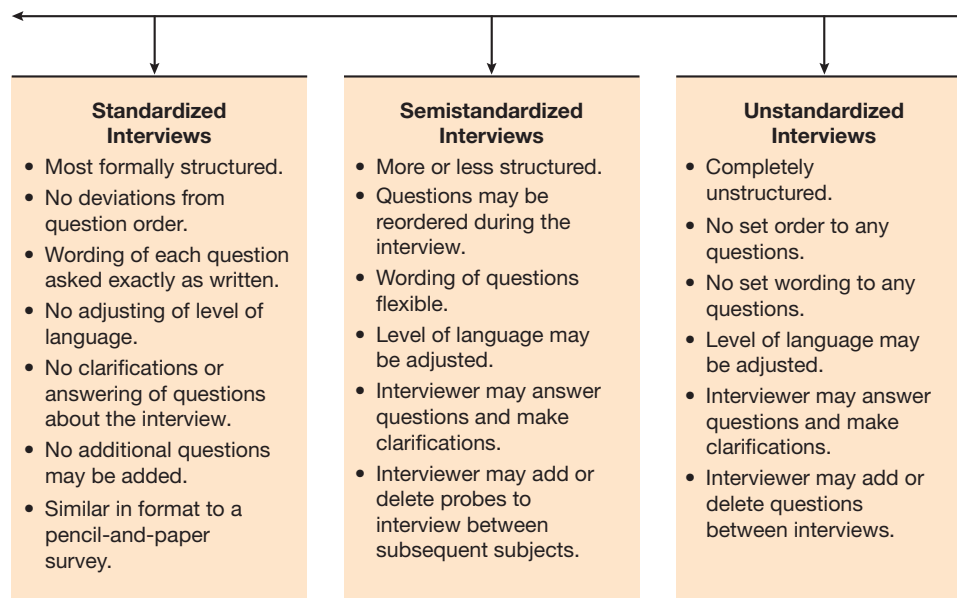 Standardized
Interviews
• Most formally structured.
• No deviations from
question order.
• Wording of each question
asked exactly as written.
• No adjusting of level of
language.
• No clarifications or
answering of questions
about the interview.
• No additional questions
may be added.
• Similar in format to a
pencil-and-paper
survey.
Semistandardized
Interviews
• More or less structured.
• Questions may be
reordered during the
interview.
• Wording of questions
flexible.
• Level of language may
be adjusted.
• Interviewer may answer
questions and make
clarifications.
• Interviewer may add or
delete probes to
interview between
subsequent subjects.
Unstandardized
Interviews
• Completely
unstructured.
• No set order to any
questions.
• No set wording to any
questions.
• Level of language may
be adjusted.
• Interviewer may answer
questions and make
clarifications.
• Interviewer may add or
delete questions
between interviews.